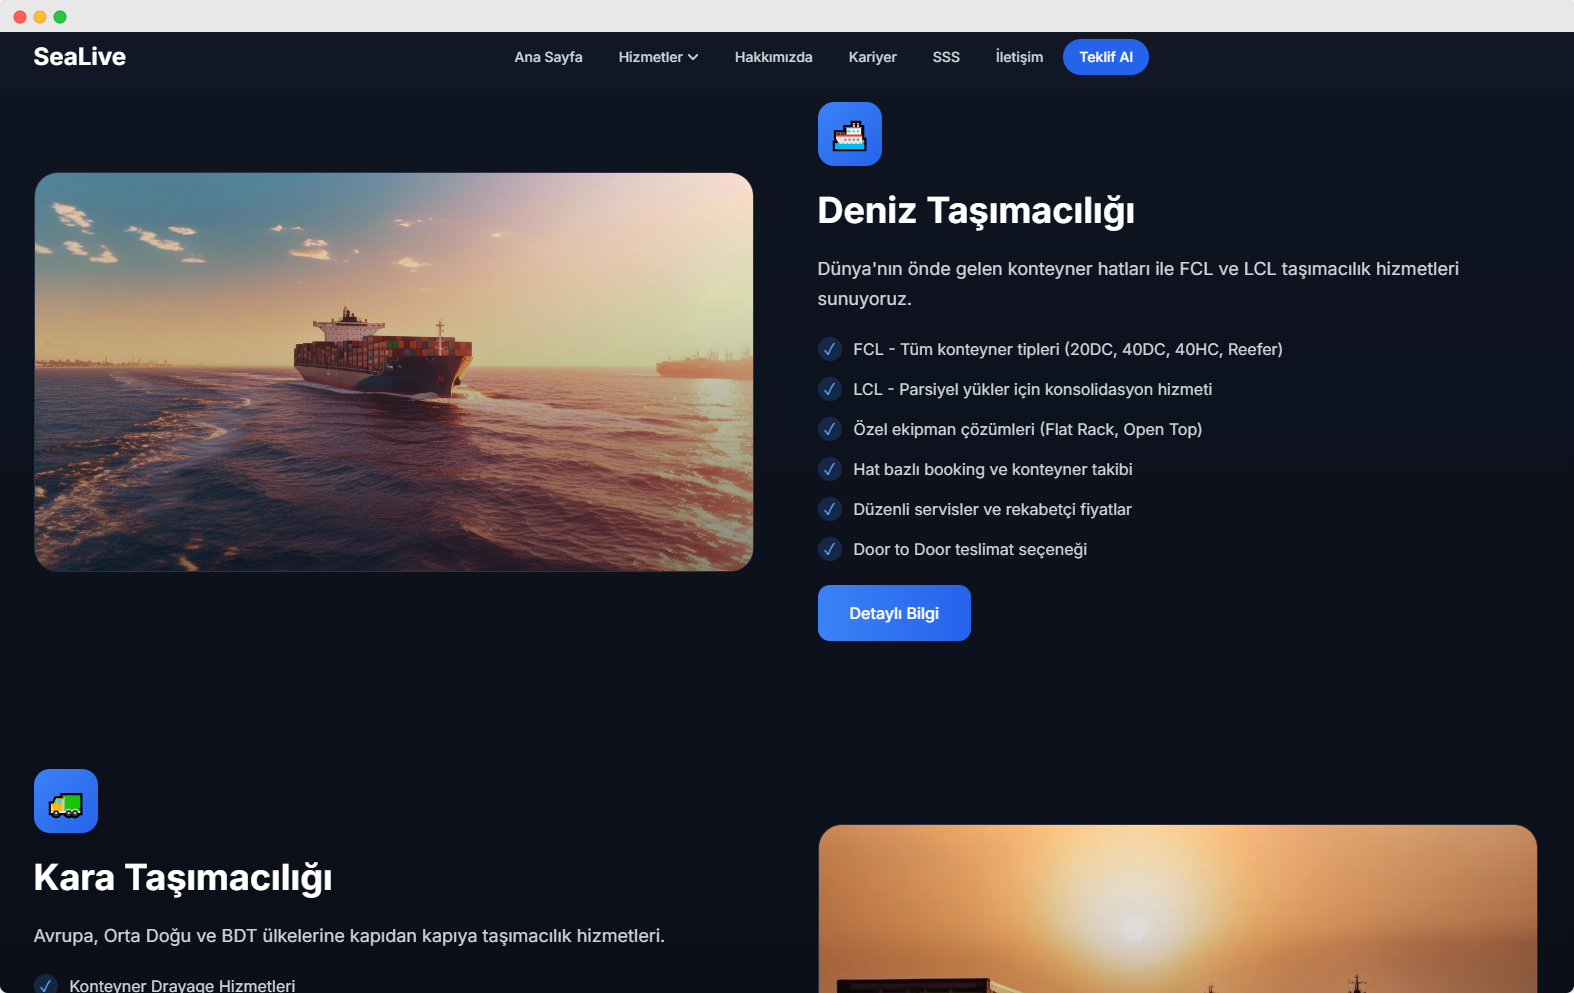 SeaLive
Ana Sayfa
Hizmetler
Hakkımızda
Kariyer
SSS
İletişim
Teklif Al
Deniz Taşımacılığı
Dünya'nın önde gelen konteyner hatları ile FCL ve LCL taşımacılık hizmetleri
sunuyoruz.
FCL - Tüm konteyner tipleri (20DC, 40DC, 40HC, Reefer)
LCL - Parsiyel yükler için konsolidasyon hizmeti
Özel ekipman çözümleri (Flat Rack, Open Top)
Hat bazlı booking ve konteyner takibi
Düzenli servisler ve rekabetçi fiyatlar
Door to Door teslimat seçeneği
Detaylı Bilgi
Kara Taşımacılığı
Avrupa, Orta Doğu ve BDT ülkelerine kapıdan kapıya taşımacılık hizmetleri.
Konteyner Drayage Hizmetleri